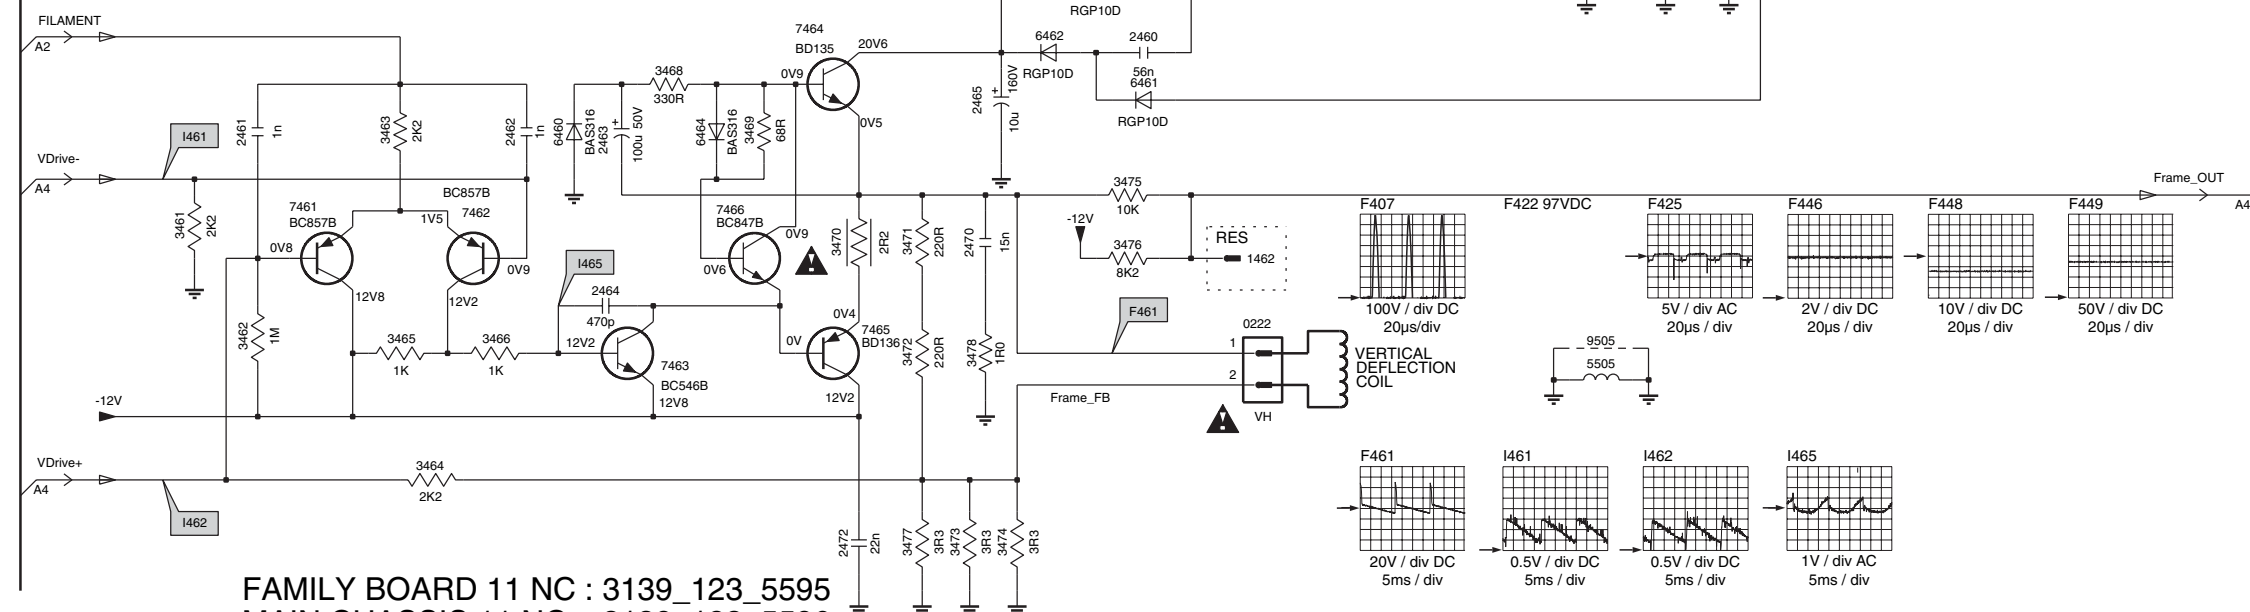 FILAMENT
A2
VDrive-
A4
I461
3461
2K2
2461
1n
3463
2K2
2462
1n
7461
BC857B
0V8
12V8
BC857B
7462
1V5
0V9
12V2
3462
1M
3465
1K
3466
1K
-12V
VDrive+
A4
I462
3464
2K2
6460
BAS316
2463
100u 50V
+
3468
330R
6464
BAS316
3469
68R
7464
BD135
20V6
0V9
0V5
7466
BC847B
0V9
0V6
I465
2464
470p
12V2
7463
BC546B
12V8
0V4
0V
7465
BD136
12V2
3470
2R2
3471
220R
3472
220R
2470
15n
3478
1R0
2472
22n
3477
3R3
3473
3R3
3474
3R3
RGP10D
6462
RGP10D
2460
56n
6461
RGP10D
2465
+
160V
10u
3475
10K
-12V
3476
8K2
RES
1462
F461
0222
1
2
VH
Frame_FB
VERTICAL
DEFLECTION
COIL
Frame_OUT
A4
F407
100V / div DC
20µs/div
F422 97VDC
F425
5V / div AC
20µs / div
F446
2V / div DC
20µs / div
F448
10V / div DC
20µs / div
F449
50V / div DC
20µs / div
9505
5505
F461
20V / div DC
5ms / div
I461
0.5V / div DC
5ms / div
I462
0.5V / div DC
5ms / div
I465
1V / div AC
5ms / div
FAMILY BOARD 11 NC : 3139_123_5595